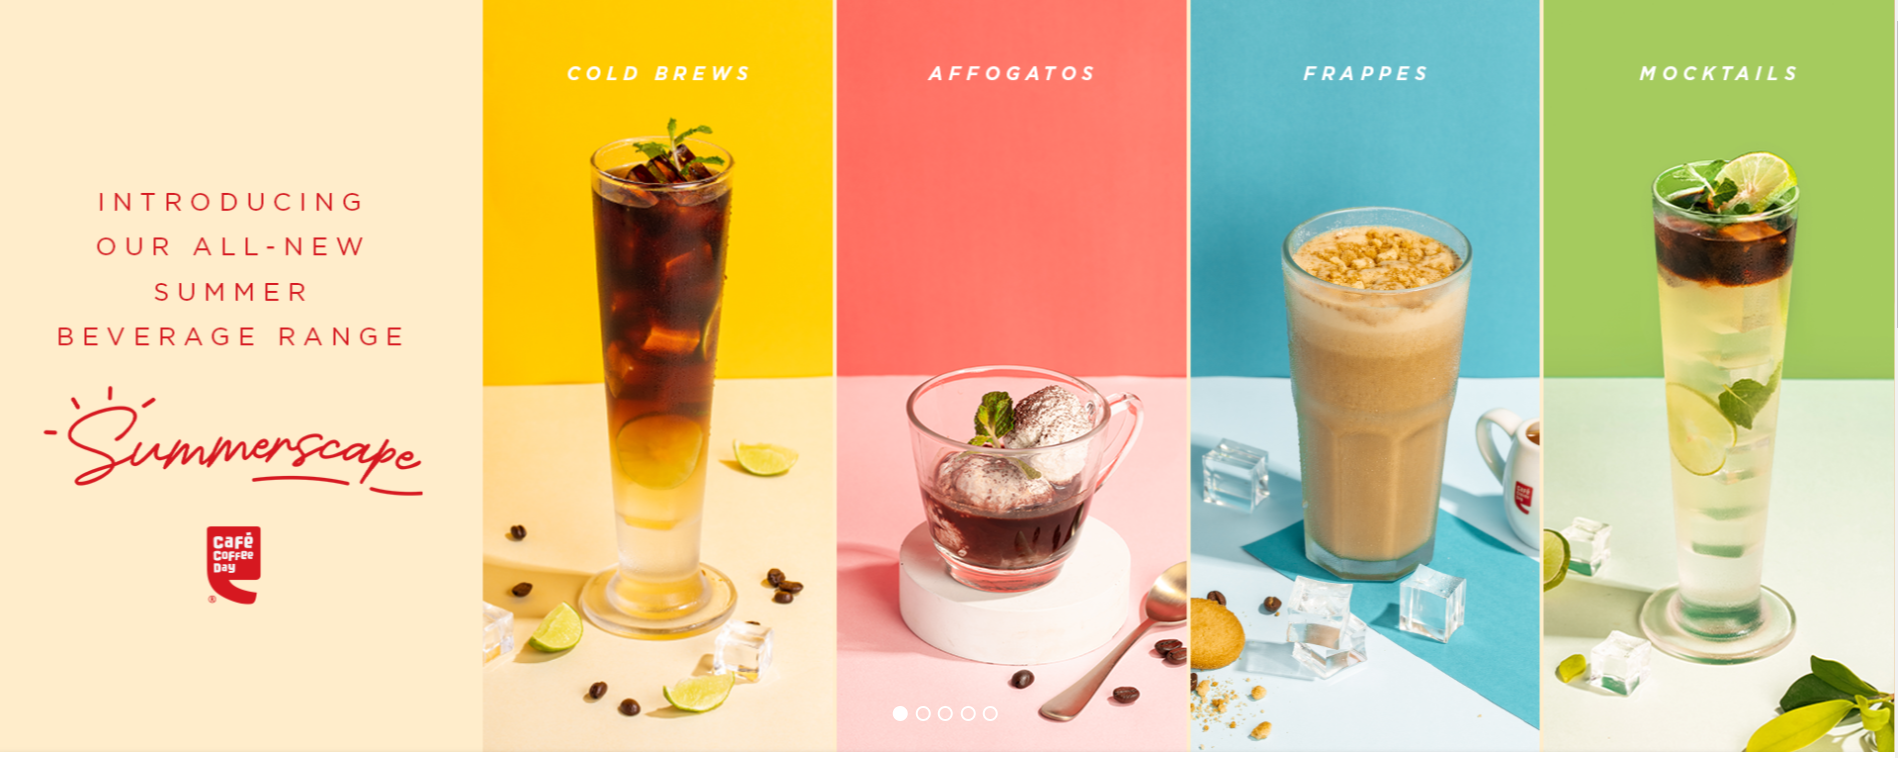 INTRODUCING
OUR ALL-NEW
SUMMER
BEVERAGE RANGE
Summerscape
Café
Coffee
Day
®
COLD BREWS
AFFOGATOS
FRAPPES
MOCKTAILS